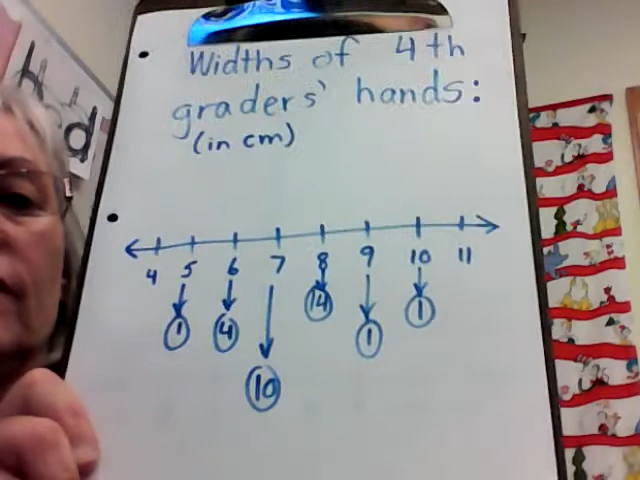 Widths of 4th
graders' hands:
(in cm)
4 5 6 7 8 9 10 11
1 4 10 14 1 1